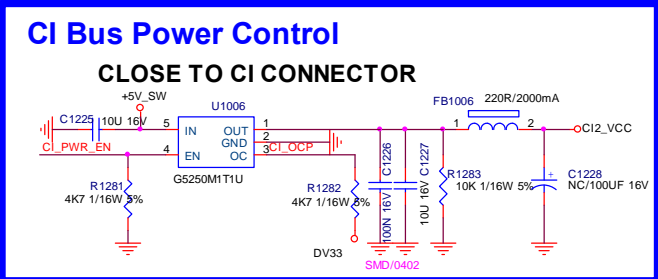 CI Bus Power Control
CLOSE TO CI CONNECTOR
+5V_SW
C1225 10U 16V
U1006
5 IN OUT 1
GND 2
4 EN OC 3
CI_PWR_EN
CI_OCP
G5250M1T1U
R1281
4K7 1/16W 5%
R1282
4K7 1/16W 5%
DV33
C1226
100N 16V
C1227
10U 16V
SMD/0402
R1283
10K 1/16W 5%
FB1006 220R/2000mA
1 2
CI2_VCC
C1228
+
NC/100UF 16V